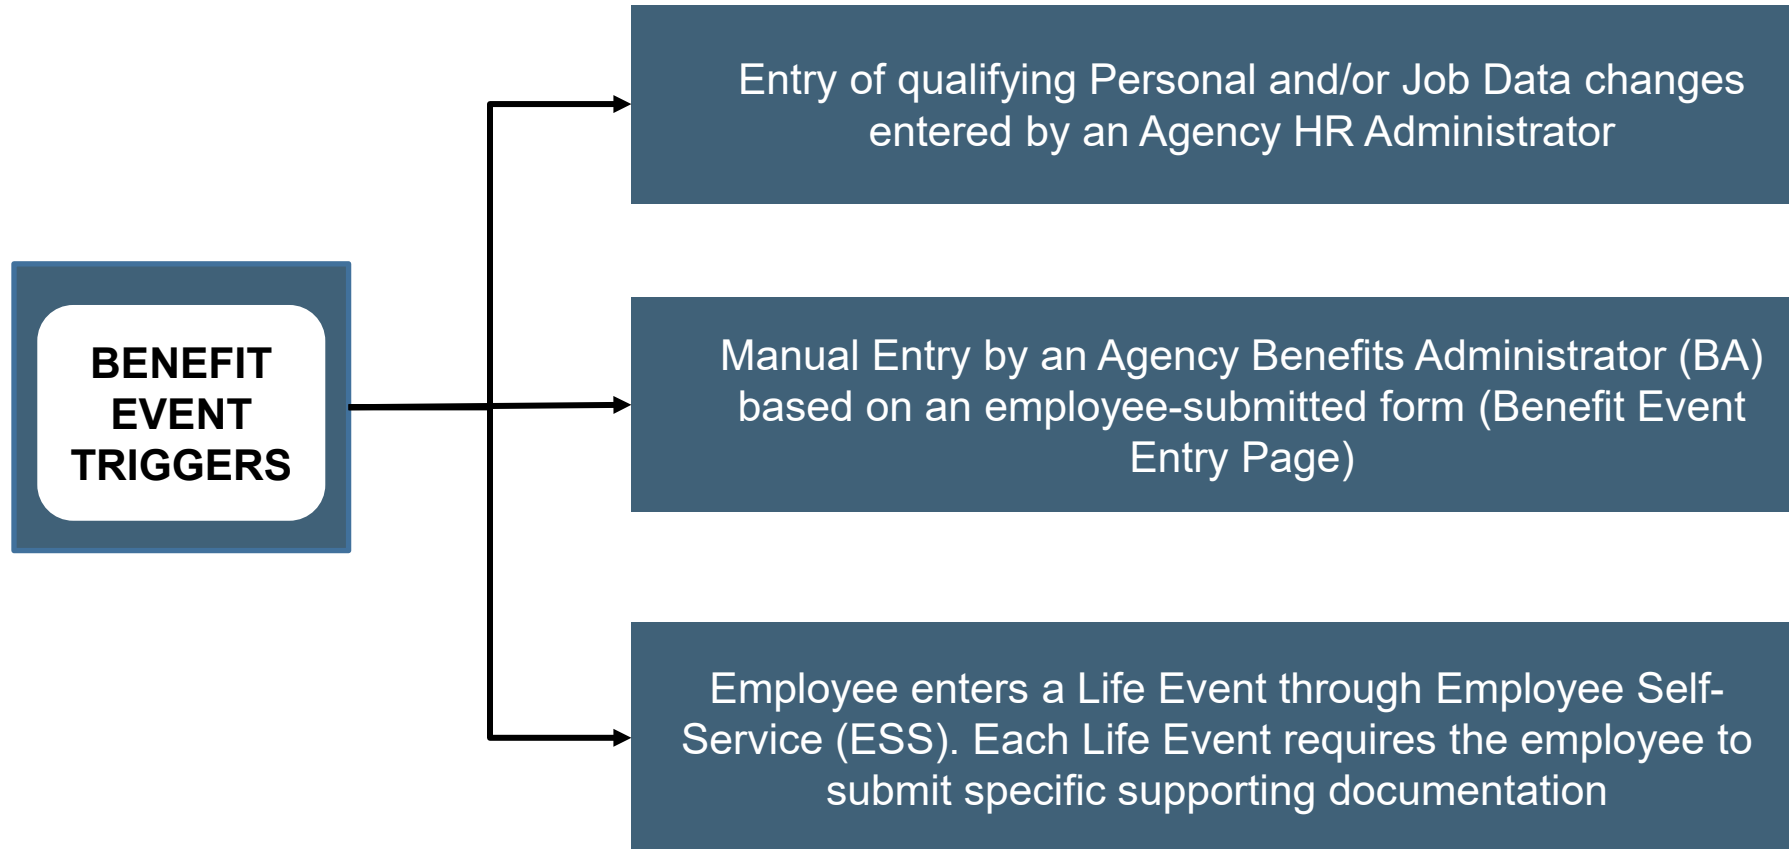 Entry of qualifying Personal and/or Job Data changes
entered by an Agency HR Administrator
BENEFIT
EVENT
TRIGGERS
Manual Entry by an Agency Benefits Administrator (BA)
based on an employee-submitted form (Benefit Event
Entry Page)
Employee enters a Life Event through Employee Self-
Service (ESS). Each Life Event requires the employee to
submit specific supporting documentation